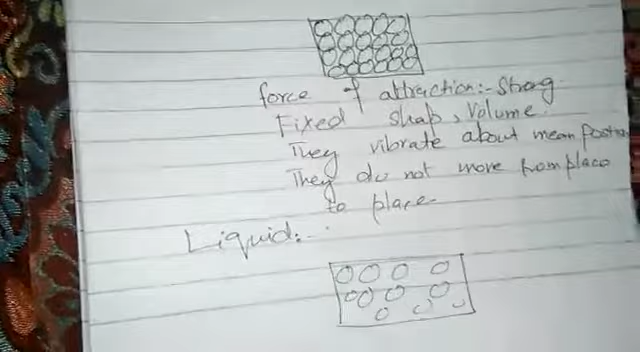 force of attraction:- Strong.
Fixed shap, Volume.
They vibrate about mean position
They do not move from place
to place.
Liquid:-